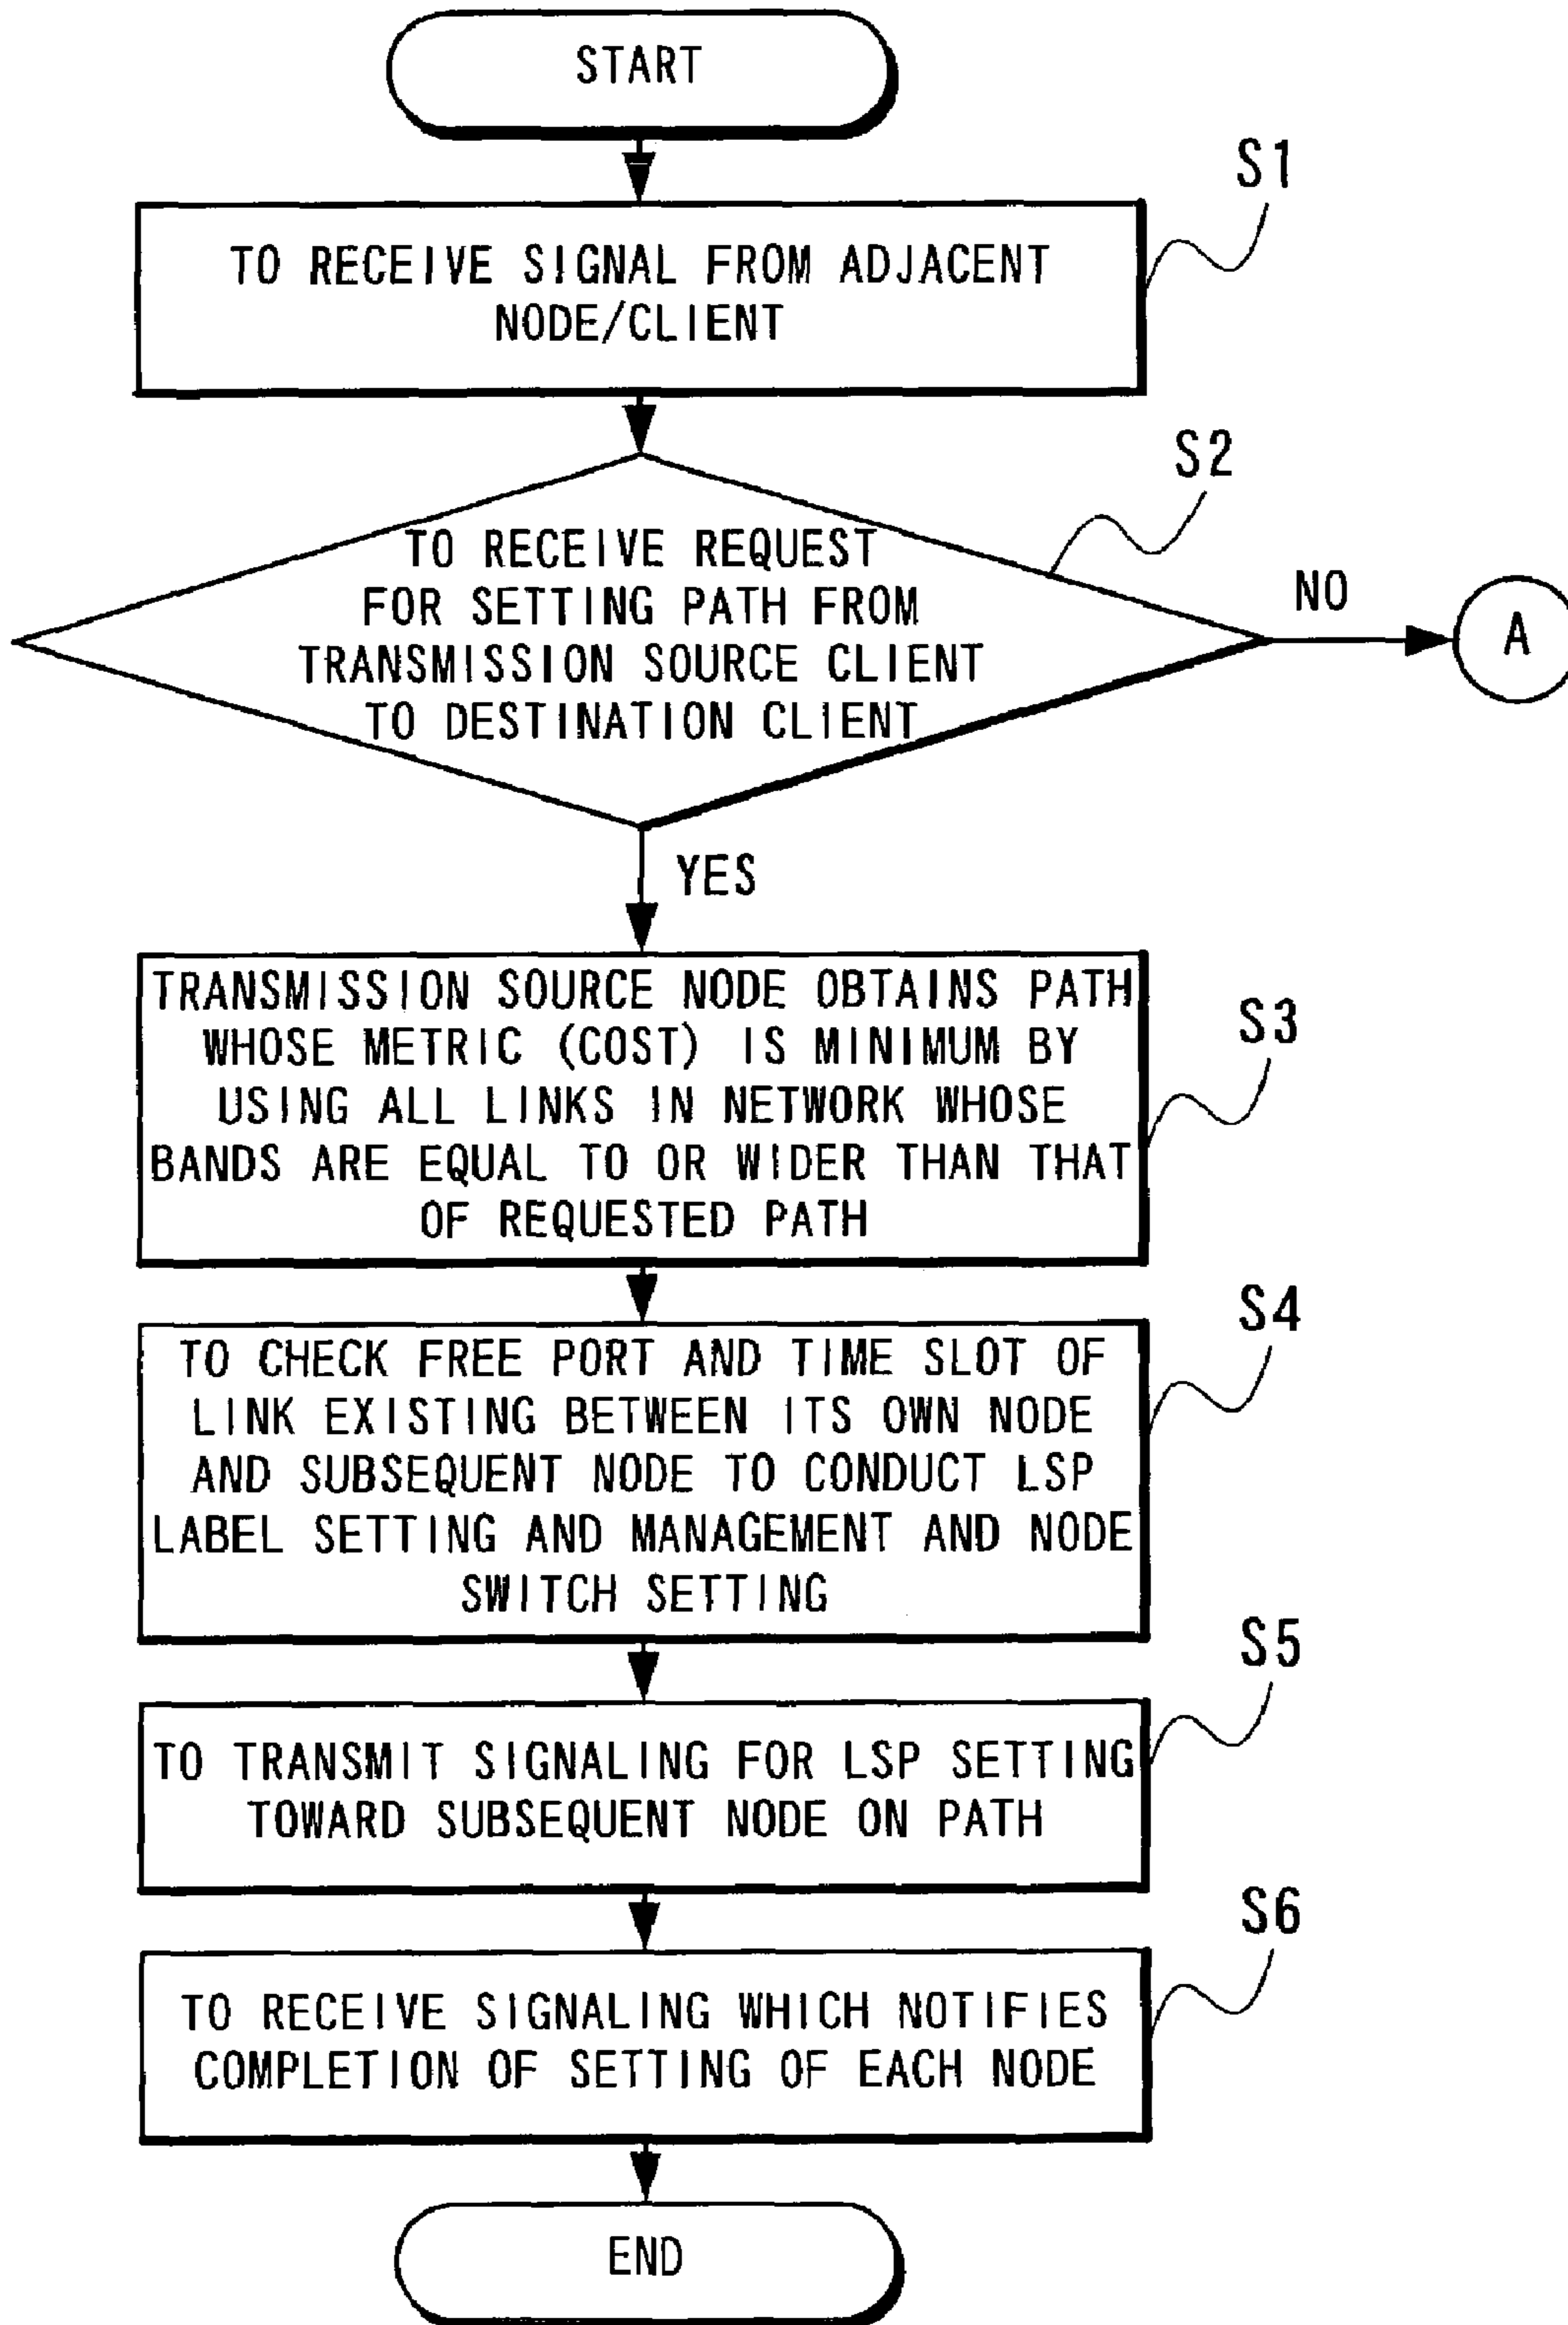 START
S1
TO RECEIVE SIGNAL FROM ADJACENT
NODE/CLIENT
S2
TO RECEIVE REQUEST
FOR SETTING PATH FROM
TRANSMISSION SOURCE CLIENT
TO DESTINATION CLIENT
NO
A
YES
TRANSMISSION SOURCE NODE OBTAINS PATH
WHOSE METRIC (COST) IS MINIMUM BY
USING ALL LINKS IN NETWORK WHOSE
BANDS ARE EQUAL TO OR WIDER THAN THAT
OF REQUESTED PATH
S3
TO CHECK FREE PORT AND TIME SLOT OF
LINK EXISTING BETWEEN ITS OWN NODE
AND SUBSEQUENT NODE TO CONDUCT LSP
LABEL SETTING AND MANAGEMENT AND NODE
SWITCH SETTING
S4
TO TRANSMIT SIGNALING FOR LSP SETTING
TOWARD SUBSEQUENT NODE ON PATH
S5
TO RECEIVE SIGNALING WHICH NOTIFIES
COMPLETION OF SETTING OF EACH NODE
S6
END